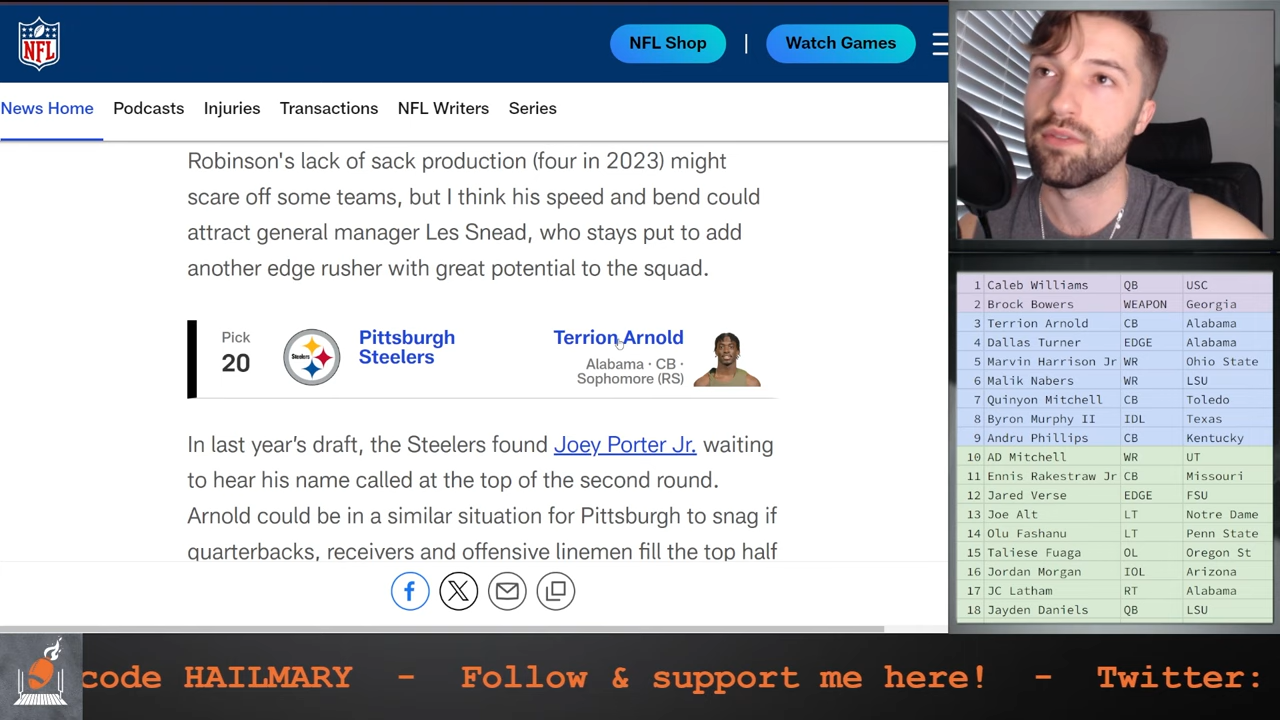 NFL
NFL Shop | Watch Games
News Home Podcasts Injuries Transactions NFL Writers Series
Robinson's lack of sack production (four in 2023) might
scare off some teams, but I think his speed and bend could
attract general manager Les Snead, who stays put to add
another edge rusher with great potential to the squad.
Pick
20
Steelers
Pittsburgh
Steelers
Terrion Arnold
Alabama · CB ·
Sophomore (RS)
In last year’s draft, the Steelers found Joey Porter Jr. waiting
to hear his name called at the top of the second round.
Arnold could be in a similar situation for Pittsburgh to snag if
quarterbacks, receivers and offensive linemen fill the top half
1 Caleb Williams QB USC
2 Brock Bowers WEAPON Georgia
3 Terrion Arnold CB Alabama
4 Dallas Turner EDGE Alabama
5 Marvin Harrison Jr WR Ohio State
6 Malik Nabers WR LSU
7 Quinyon Mitchell CB Toledo
8 Byron Murphy II IDL Texas
9 Andru Phillips CB Kentucky
10 AD Mitchell WR UT
11 Ennis Rakestraw Jr CB Missouri
12 Jared Verse EDGE FSU
13 Joe Alt LT Notre Dame
14 Olu Fashanu LT Penn State
15 Taliese Fuaga OL Oregon St
16 Jordan Morgan IOL Arizona
17 JC Latham RT Alabama
18 Jayden Daniels QB LSU
code HAILMARY - Follow & support me here! - Twitter: